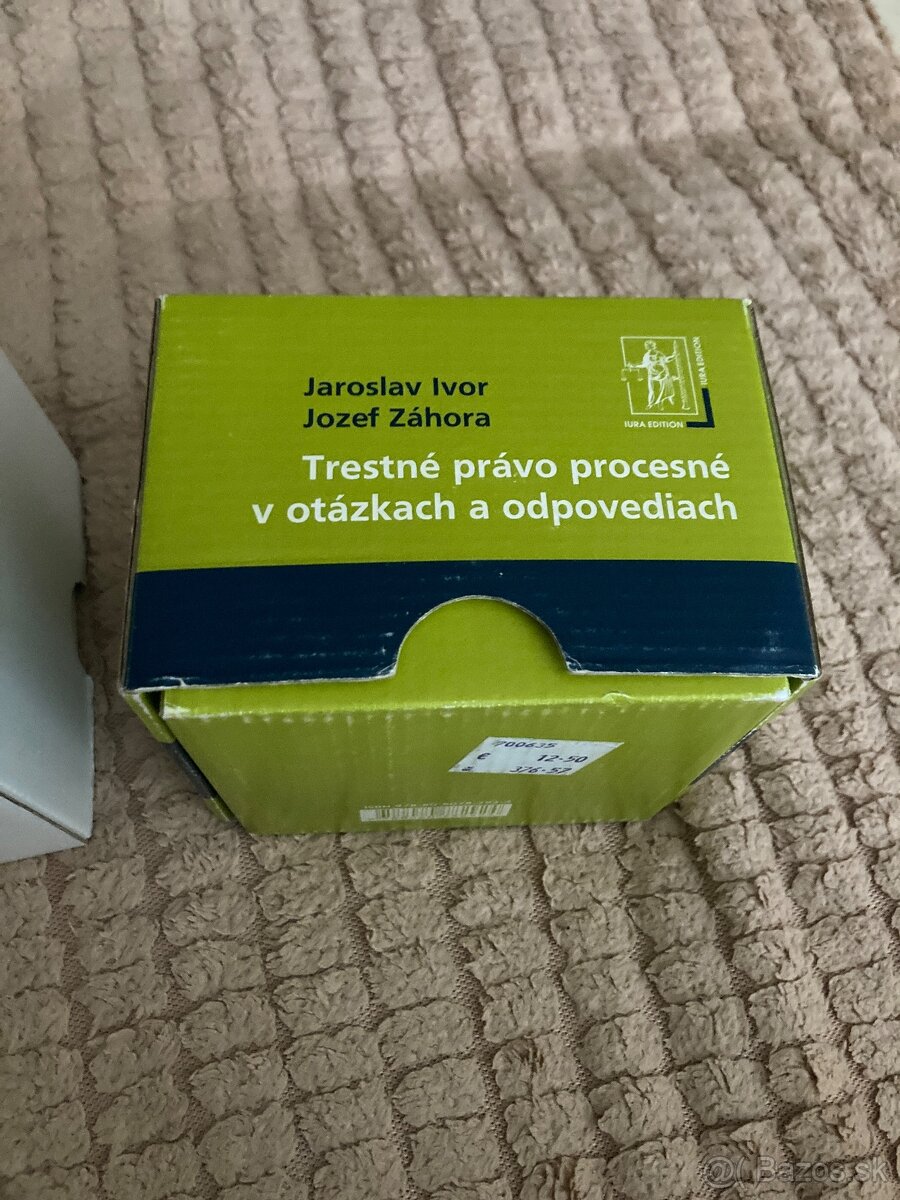 Jaroslav Ivor
Jozef Záhora
IURA EDITION
IURA EDITION
Trestné právo procesné
v otázkach a odpovediach
700635
€ 12·50
376·57
Bazos.sk